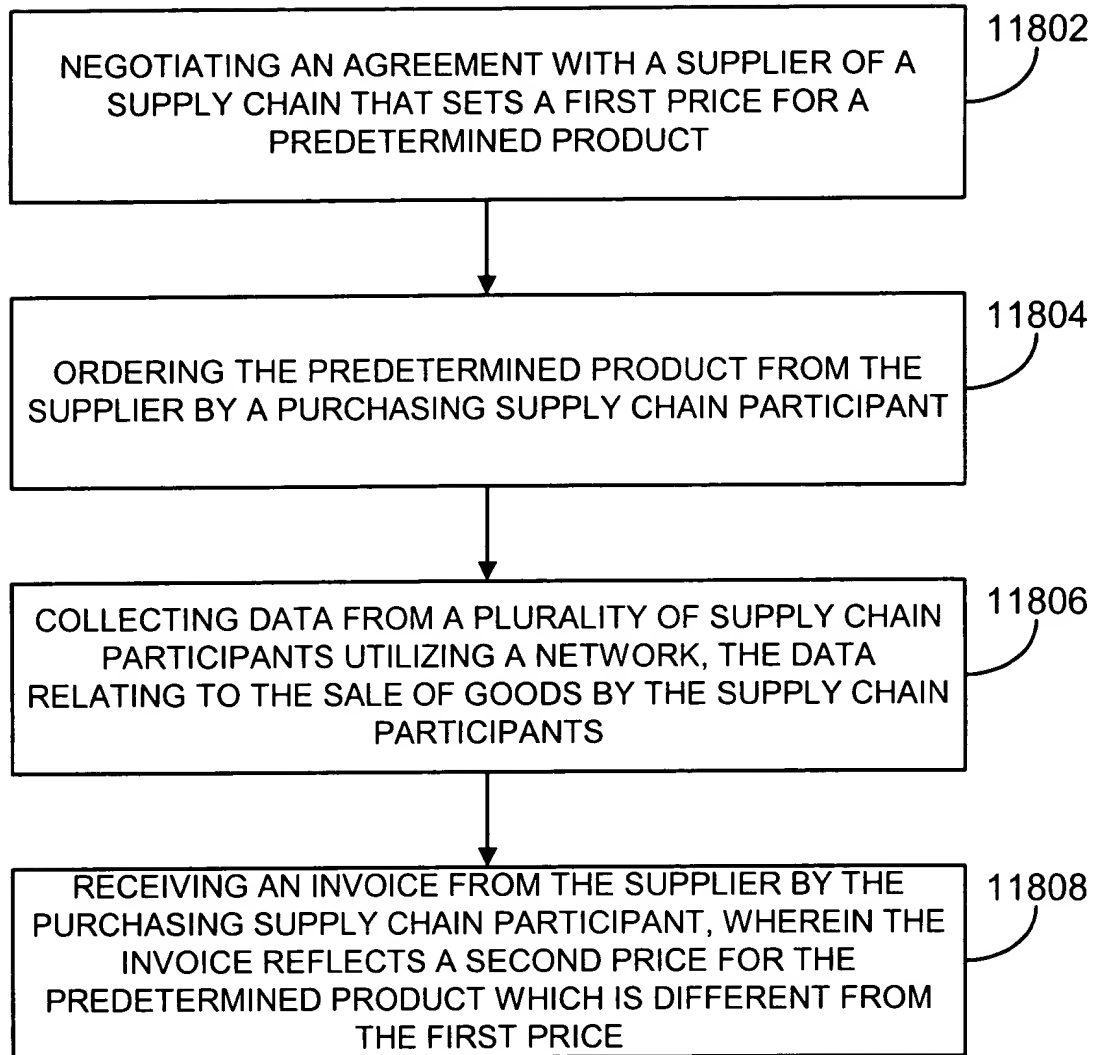 11802
NEGOTIATING AN AGREEMENT WITH A SUPPLIER OF A
SUPPLY CHAIN THAT SETS A FIRST PRICE FOR A
PREDETERMINED PRODUCT
11804
ORDERING THE PREDETERMINED PRODUCT FROM THE
SUPPLIER BY A PURCHASING SUPPLY CHAIN PARTICIPANT
11806
COLLECTING DATA FROM A PLURALITY OF SUPPLY CHAIN
PARTICIPANTS UTILIZING A NETWORK, THE DATA
RELATING TO THE SALE OF GOODS BY THE SUPPLY CHAIN
PARTICIPANTS
11808
RECEIVING AN INVOICE FROM THE SUPPLIER BY THE
PURCHASING SUPPLY CHAIN PARTICIPANT, WHEREIN THE
INVOICE REFLECTS A SECOND PRICE FOR THE
PREDETERMINED PRODUCT WHICH IS DIFFERENT FROM
THE FIRST PRICE